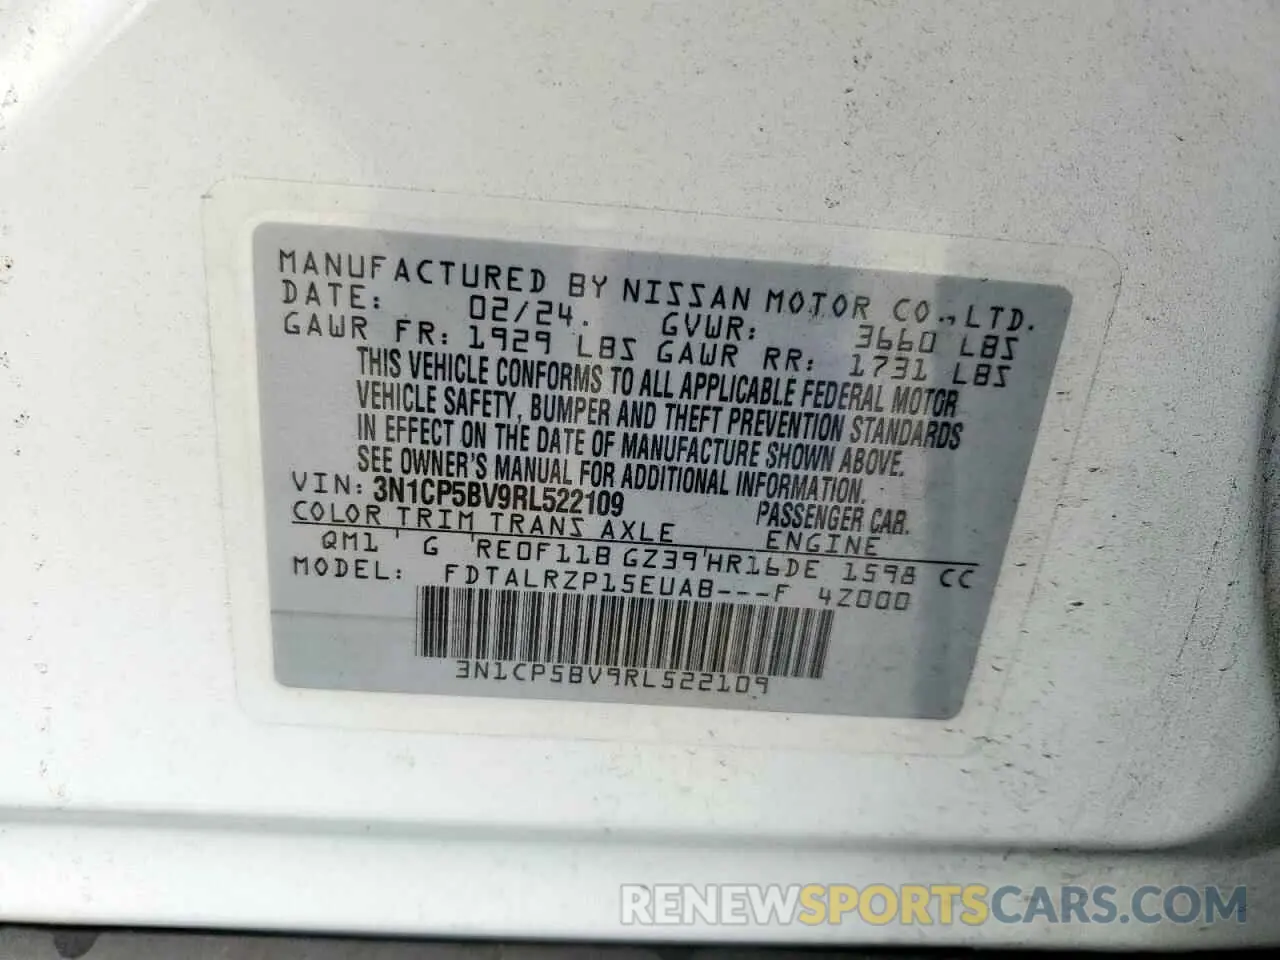 MANUFACTURED BY NISSAN MOTOR CO., LTD.
DATE: 02/24. GVWR: 3660 LBS
GAWR FR: 1929 LBS GAWR RR: 1731 LBS
THIS VEHICLE CONFORMS TO ALL APPLICABLE FEDERAL MOTOR
VEHICLE SAFETY, BUMPER AND THEFT PREVENTION STANDARDS
IN EFFECT ON THE DATE OF MANUFACTURE SHOWN ABOVE.
SEE OWNER'S MANUAL FOR ADDITIONAL INFORMATION.
VIN: 3N1CP5BV9RL522109 PASSENGER CAR.
COLOR TRIM TRANS AXLE ENGINE
QM1 ' G 'RE0F11B GZ39'HR16DE 1598 CC
MODEL: FDTALRZP15EUAB---F 4Z000
3N1CP5BV9RL522109
RENEWSPORTSCARS.COM